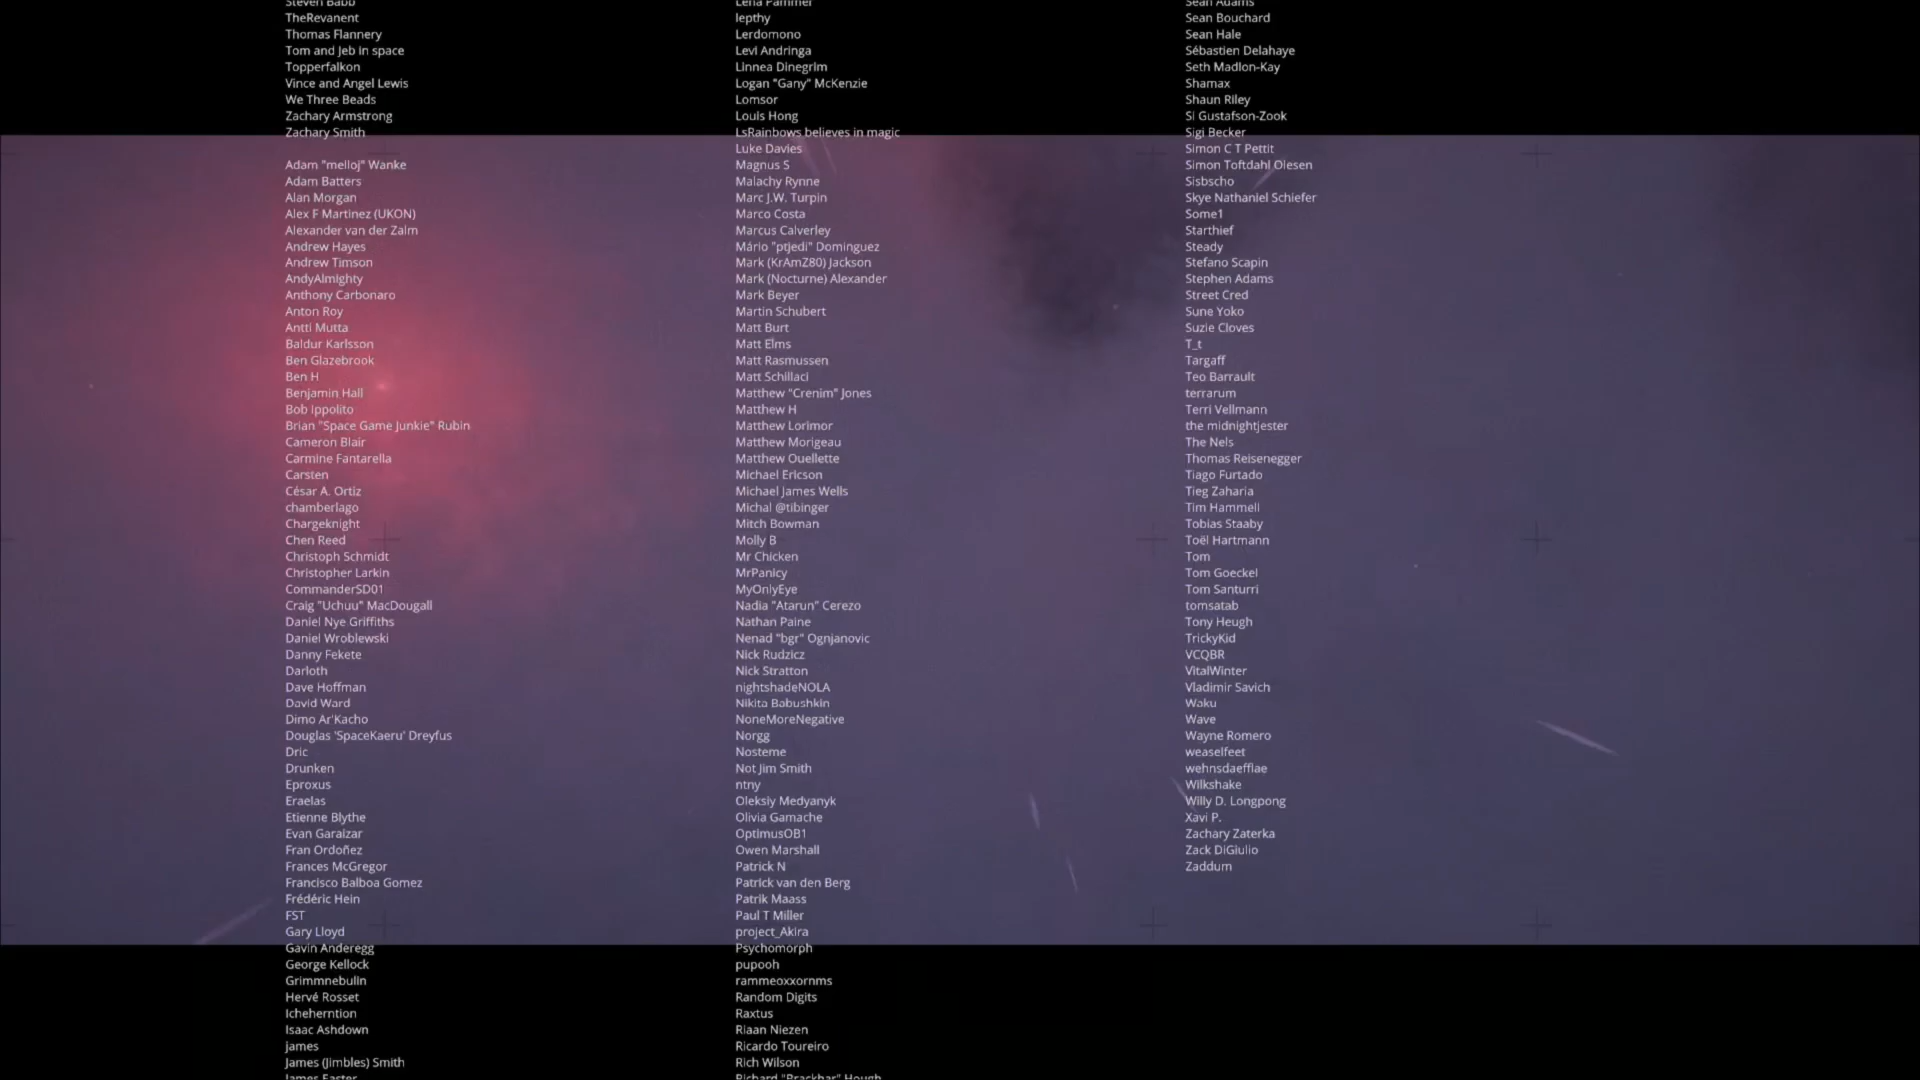 Steven Babb
TheRevanent
Thomas Flannery
Tom and Jeb in space
Topperfalkon
Vince and Angel Lewis
We Three Beads
Zachary Armstrong
Zachary Smith
Adam "melloj" Wanke
Adam Batters
Alan Morgan
Alex F Martinez (UKON)
Alexander van der Zalm
Andrew Hayes
Andrew Timson
AndyAlmighty
Anthony Carbonaro
Anton Roy
Antti Mutta
Baldur Karlsson
Ben Glazebrook
Ben H
Benjamin Hall
Bob Ippolito
Brian "Space Game Junkie" Rubin
Cameron Blair
Carmine Fantarella
Carsten
César A. Ortiz
chamberlago
Chargeknight
Chen Reed
Christoph Schmidt
Christopher Larkin
CommanderSD01
Craig "Uchuu" MacDougall
Daniel Nye Griffiths
Daniel Wroblewski
Danny Fekete
Darloth
Dave Hoffman
David Ward
Dimo Ar'Kacho
Douglas 'SpaceKaeru' Dreyfus
Dric
Drunken
Eproxus
Eraelas
Etienne Blythe
Evan Garaizar
Fran Ordoñez
Frances McGregor
Francisco Balboa Gomez
Frédéric Hein
FST
Gary Lloyd
Gavin Anderegg
George Kellock
Grimmnebulin
Hervé Rosset
Icheherntion
Isaac Ashdown
james
James (Jimbles) Smith
James Easter
Lena Pammer
lepthy
Lerdomono
Levi Andringa
Linnea Dinegrim
Logan "Gany" McKenzie
Lomsor
Louis Hong
LsRainbows believes in magic
Luke Davies
Magnus S
Malachy Rynne
Marc J.W. Turpin
Marco Costa
Marcus Calverley
Mário "ptjedi" Dominguez
Mark (KrAmZ80) Jackson
Mark (Nocturne) Alexander
Mark Beyer
Martin Schubert
Matt Burt
Matt Elms
Matt Rasmussen
Matt Schillaci
Matthew "Crenim" Jones
Matthew H
Matthew Lorimor
Matthew Morigeau
Matthew Ouellette
Michael Ericson
Michael James Wells
Michal @tibinger
Mitch Bowman
Molly B
Mr Chicken
MrPanicy
MyOnlyEye
Nadia "Atarun" Cerezo
Nathan Paine
Nenad "bgr" Ognjanovic
Nick Rudzicz
Nick Stratton
nightshadeNOLA
Nikita Babushkin
NoneMoreNegative
Norgg
Nosteme
Not Jim Smith
ntny
Oleksiy Medyanyk
Olivia Gamache
OptimusOB1
Owen Marshall
Patrick N
Patrick van den Berg
Patrik Maass
Paul T Miller
project_Akira
Psychomorph
pupooh
rammeoxxornms
Random Digits
Raxtus
Riaan Niezen
Ricardo Toureiro
Rich Wilson
Richard "Brackhar" Hough
Sean Adams
Sean Bouchard
Sean Hale
Sébastien Delahaye
Seth Madlon-Kay
Shamax
Shaun Riley
Si Gustafson-Zook
Sigi Becker
Simon C T Pettit
Simon Toftdahl Olesen
Sisbscho
Skye Nathaniel Schiefer
Some1
Starthief
Steady
Stefano Scapin
Stephen Adams
Street Cred
Sune Yoko
Suzie Cloves
T_t
Targaff
Teo Barrault
terrarum
Terri Vellmann
the midnightjester
The Nels
Thomas Reisenegger
Tiago Furtado
Tieg Zaharia
Tim Hammell
Tobias Staaby
Toël Hartmann
Tom
Tom Goeckel
Tom Santurri
tomsatab
Tony Heugh
TrickyKid
VCQBR
VitalWinter
Vladimir Savich
Waku
Wave
Wayne Romero
weaselfeet
wehnsdaefflae
Wilkshake
Willy D. Longpong
Xavi P.
Zachary Zaterka
Zack DiGiulio
Zaddum